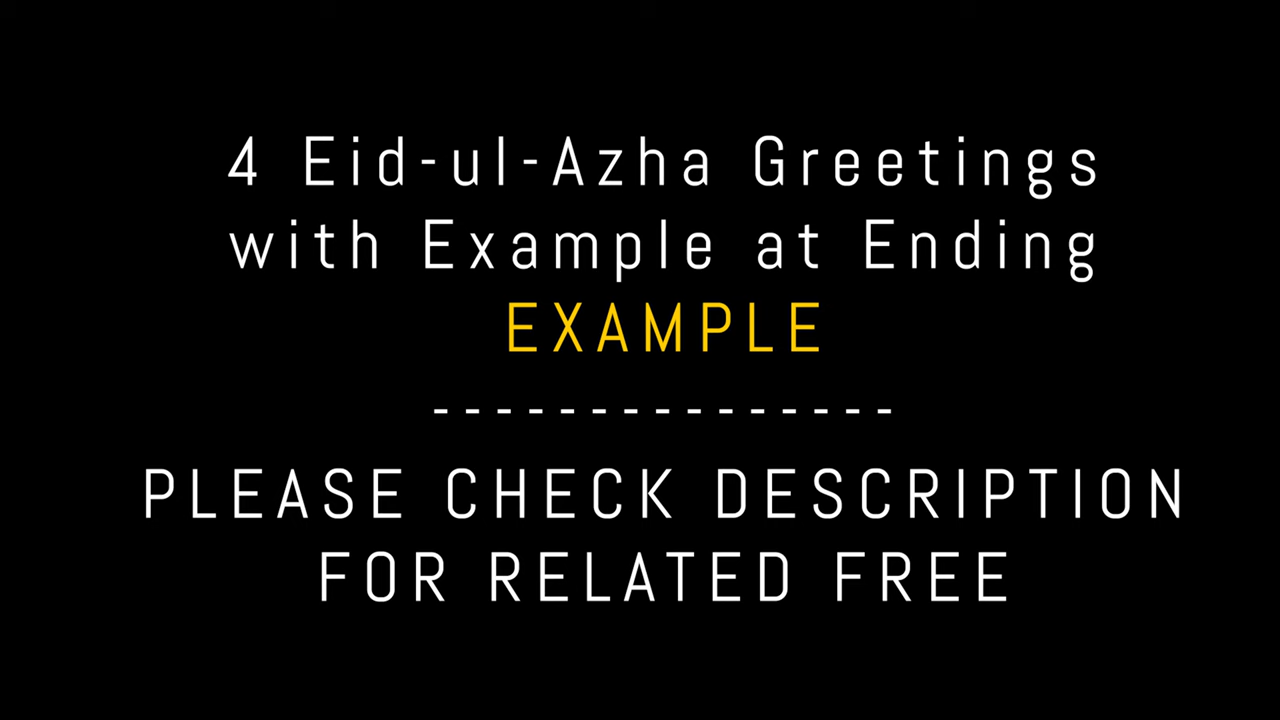 4 Eid-ul-Azha Greetings
with Example at Ending
EXAMPLE
---------------
PLEASE CHECK DESCRIPTION
FOR RELATED FREE